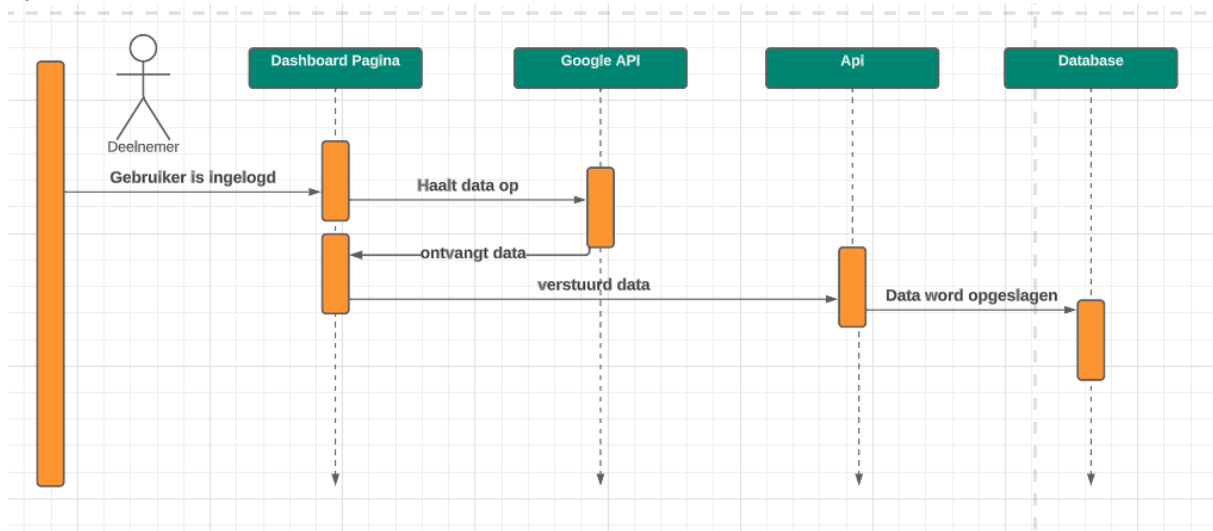 Dashboard Pagina
Google API
Api
Database
Deelnemer
Gebruiker is ingelogd
Haalt data op
ontvangt data
verstuurd data
Data word opgeslagen